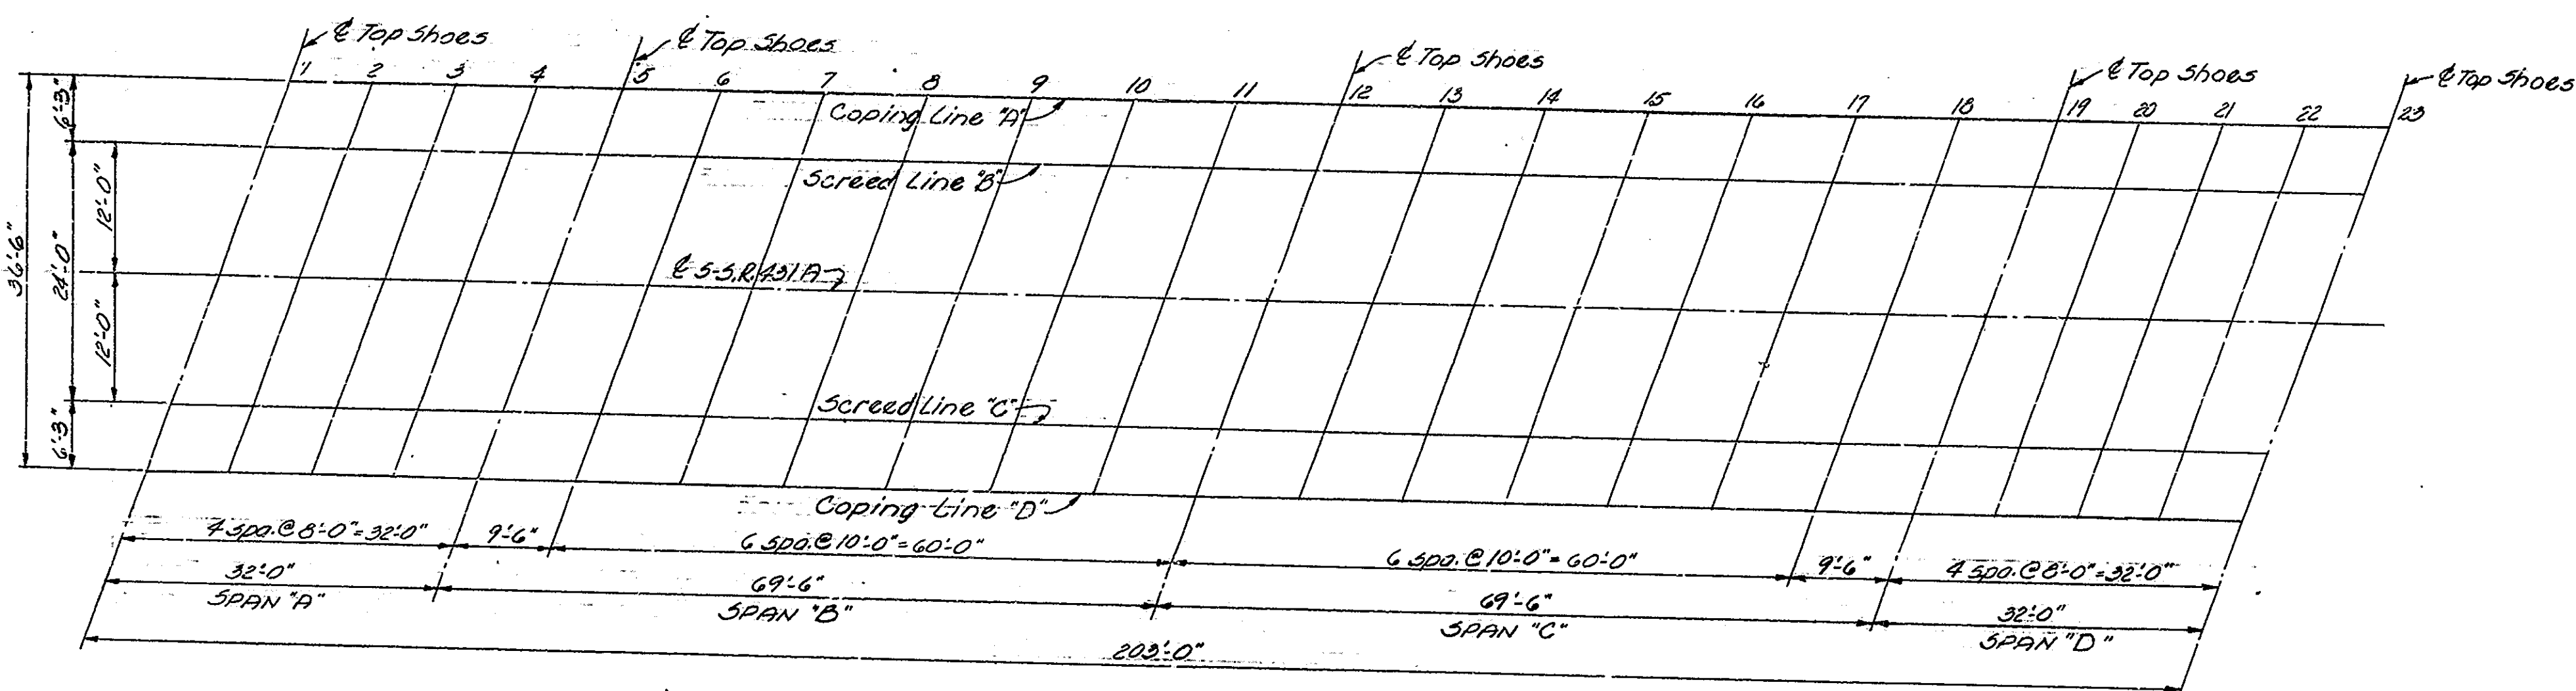 ℄ Top Shoes
℄ Top Shoes
℄ Top Shoes
℄ Top Shoes
℄ Top Shoes
1 2 3 4 5 6 7 8 9 10 11 12 13 14 15 16 17 18 19 20 21 22 23
Coping Line "A"
Screed Line "B"
℄ S-S.R. 431 A
Screed Line "C"
Coping Line "D"
36'-6"
6'-3"
24'-0"
6'-3"
12'-0"
12'-0"
4 spa. @ 8'-0" = 32'-0"
9'-6"
6 spa. @ 10'-0" = 60'-0"
6 spa. @ 10'-0" = 60'-0"
9'-6"
4 spa. @ 8'-0" = 32'-0"
32'-0"
SPAN "A"
69'-6"
SPAN "B"
69'-6"
SPAN "C"
32'-0"
SPAN "D"
203'-0"